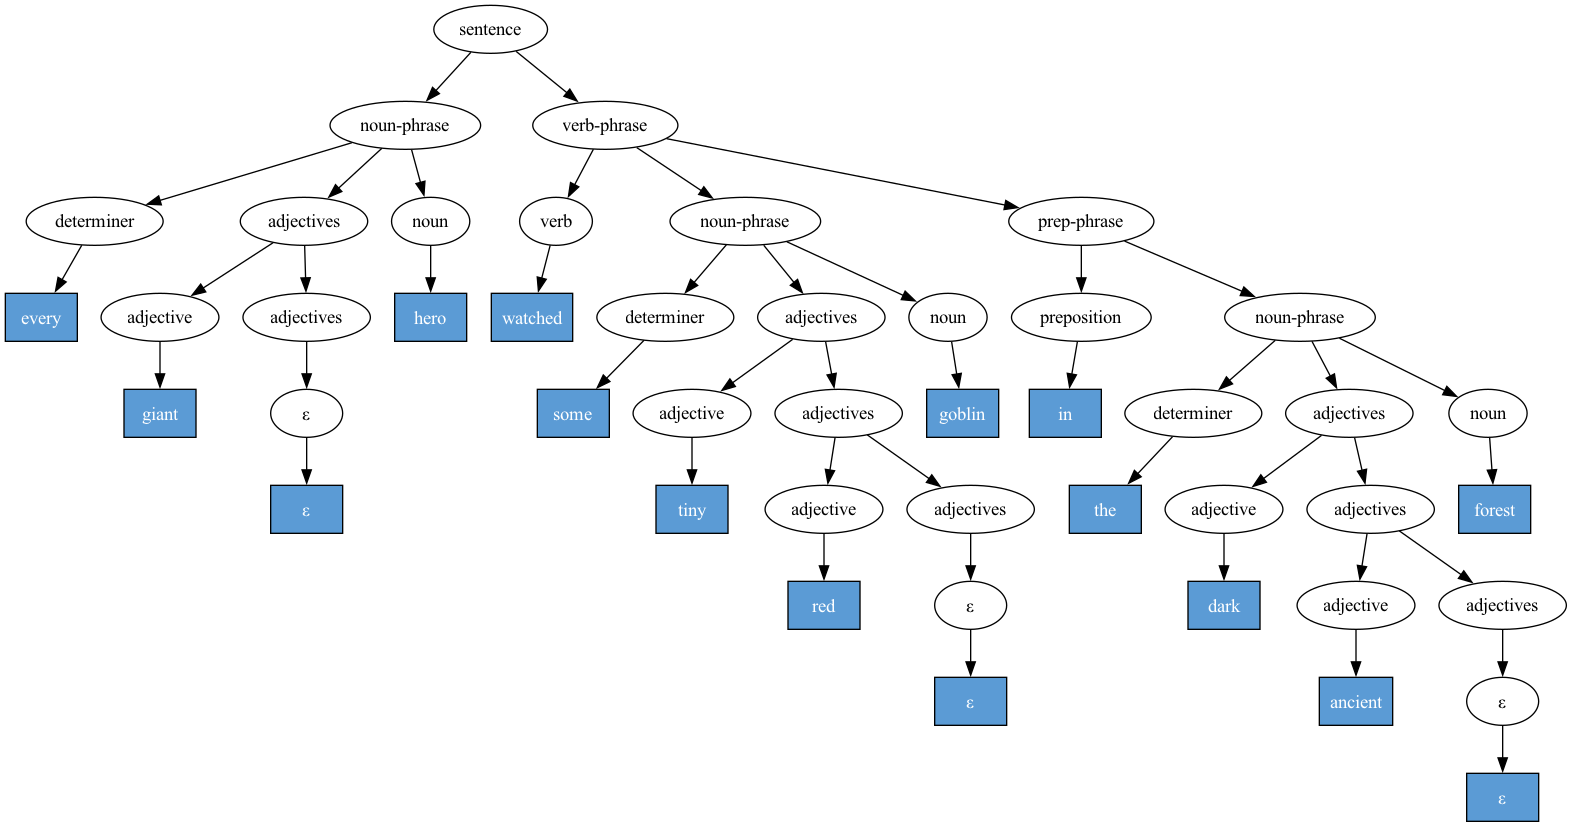 sentence
noun-phrase verb-phrase
determiner adjectives noun verb noun-phrase prep-phrase
every adjective adjectives hero watched determiner adjectives noun preposition noun-phrase
giant ε some adjective adjectives goblin in determiner adjectives noun
ε tiny adjective adjectives the adjective adjectives forest
red ε dark adjective adjectives
ε ancient ε
ε